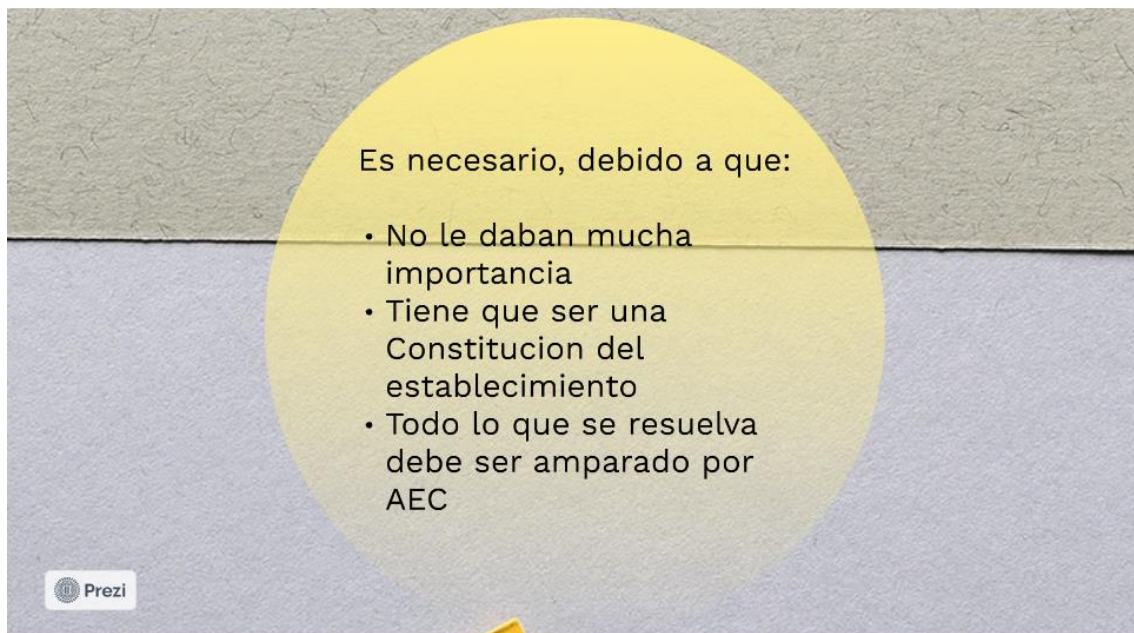 Es necesario, debido a que:
• No le daban mucha
importancia
• Tiene que ser una
Constitucion del
establecimiento
• Todo lo que se resuelva
debe ser amparado por
AEC
Prezi